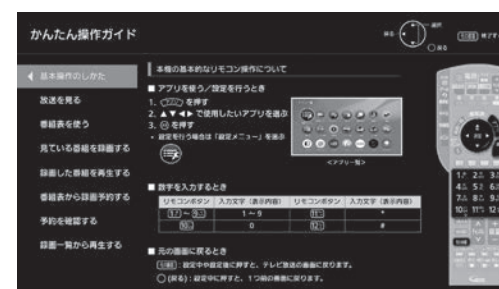 かんたん操作ガイド
戻る
選択
戻る
基本操作のしかた
放送を見る
番組表を使う
見ている番組を録画する
録画した番組を再生する
番組表から録画予約する
予約を確認する
録画一覧から再生する
本機の基本的なリモコン操作について
■ アプリを使う/設定を行うとき
1. を押す
2. ▲▼◀▶ で使用したいアプリを選ぶ
3. を押す
• 設定を行う場合は「設定メニュー」を選ぶ
<アプリ一覧>
■ 数字を入力するとき
リモコンボタン 入力文字(表示内容) リモコンボタン 入力文字(表示内容)
1 ～ 9 1～9 11 *
10 0 12 #
■ 元の画面に戻るとき
:設定中や設定後に押すと、テレビ放送の画面に戻ります。
(戻る):設定中に押すと、1つ前の画面に戻ります。